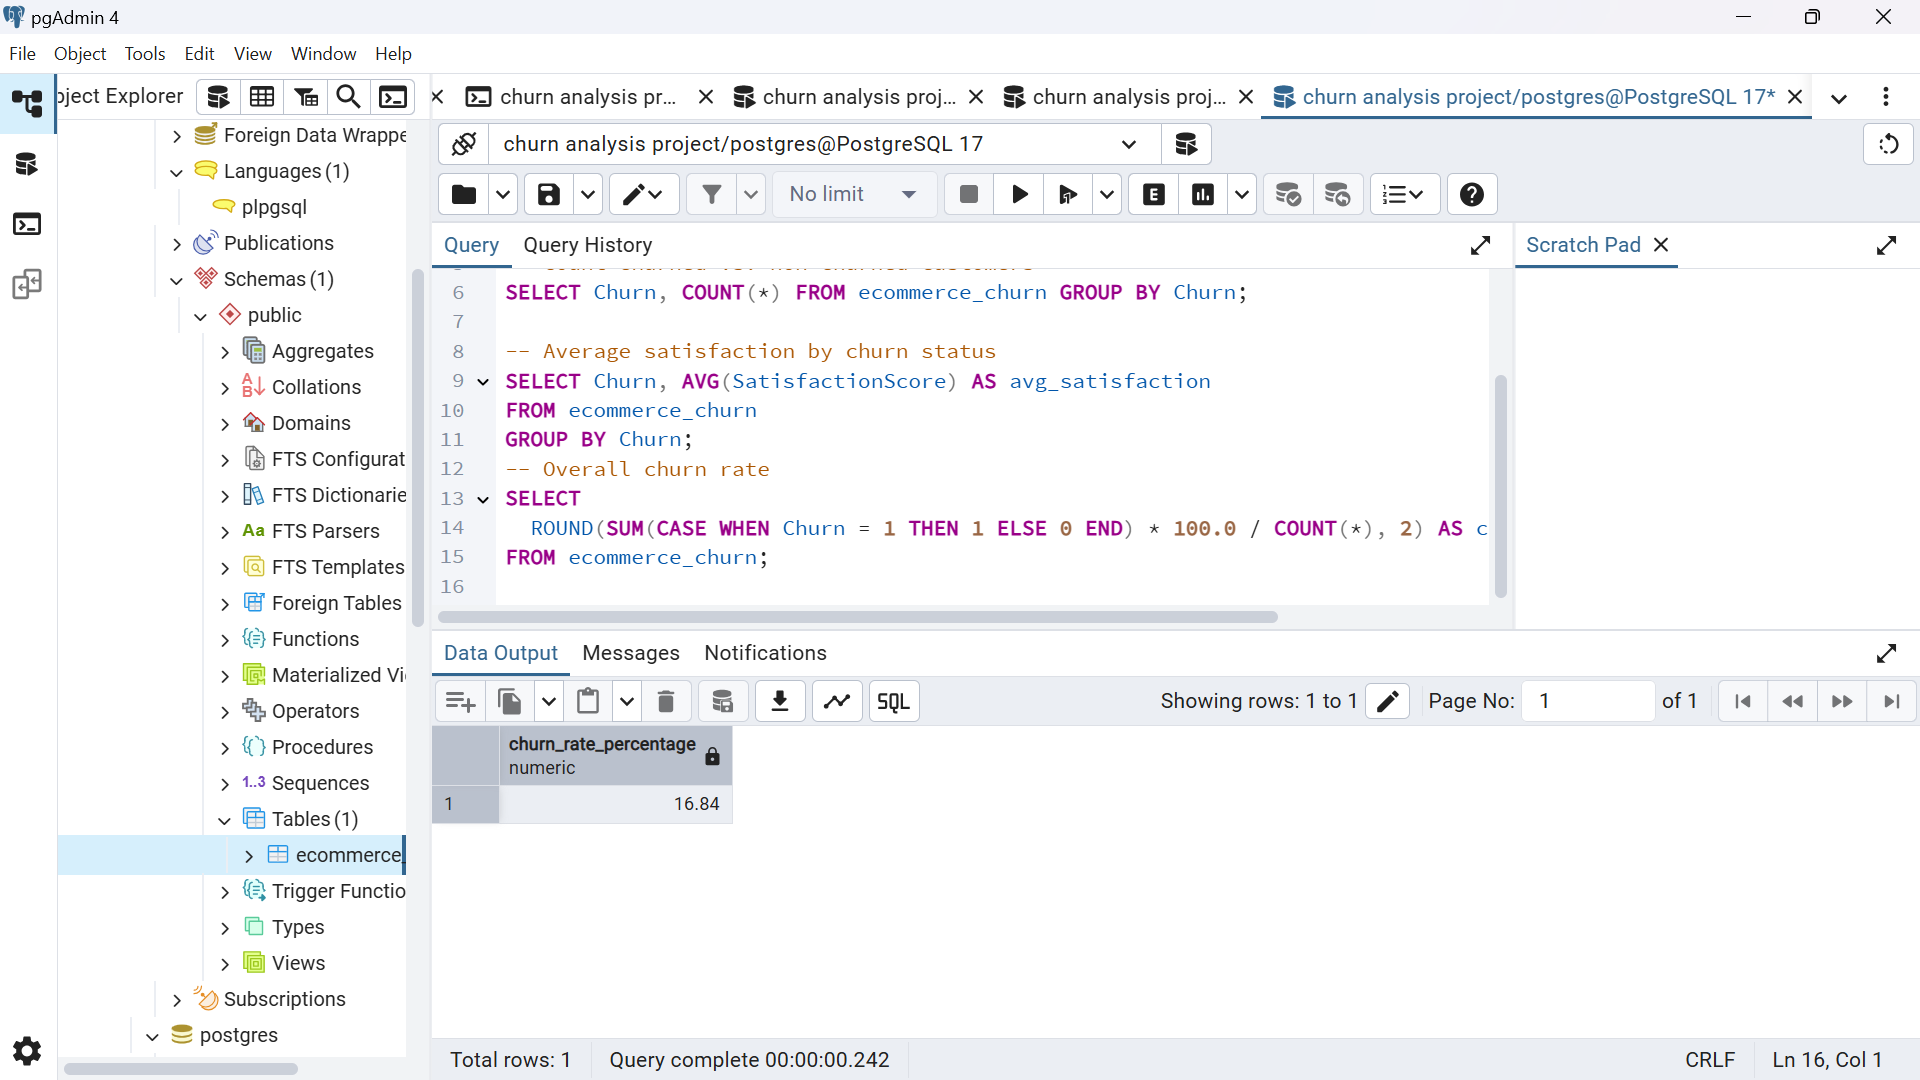 pgAdmin 4
File Object Tools Edit View Window Help
ject Explorer
churn analysis pr...
churn analysis proj...
churn analysis proj...
churn analysis project/postgres@PostgreSQL 17*
churn analysis project/postgres@PostgreSQL 17
No limit
E
Query
Query History
Scratch Pad
Foreign Data Wrappe
Languages (1)
plpgsql
Publications
Schemas (1)
public
Aggregates
Collations
Domains
FTS Configurat
FTS Dictionarie
Aa FTS Parsers
FTS Templates
Foreign Tables
Functions
Materialized Vi
Operators
Procedures
1..3 Sequences
Tables (1)
ecommerce_
Trigger Functio
Types
Views
Subscriptions
postgres
6 SELECT Churn, COUNT(*) FROM ecommerce_churn GROUP BY Churn;
7
8 -- Average satisfaction by churn status
9 SELECT Churn, AVG(SatisfactionScore) AS avg_satisfaction
10 FROM ecommerce_churn
11 GROUP BY Churn;
12 -- Overall churn rate
13 SELECT
14 ROUND(SUM(CASE WHEN Churn = 1 THEN 1 ELSE 0 END) * 100.0 / COUNT(*), 2) AS c
15 FROM ecommerce_churn;
16
Data Output
Messages
Notifications
SQL
Showing rows: 1 to 1
Page No: 1 of 1
churn_rate_percentage
numeric
1 16.84
Total rows: 1
Query complete 00:00:00.242
CRLF
Ln 16, Col 1